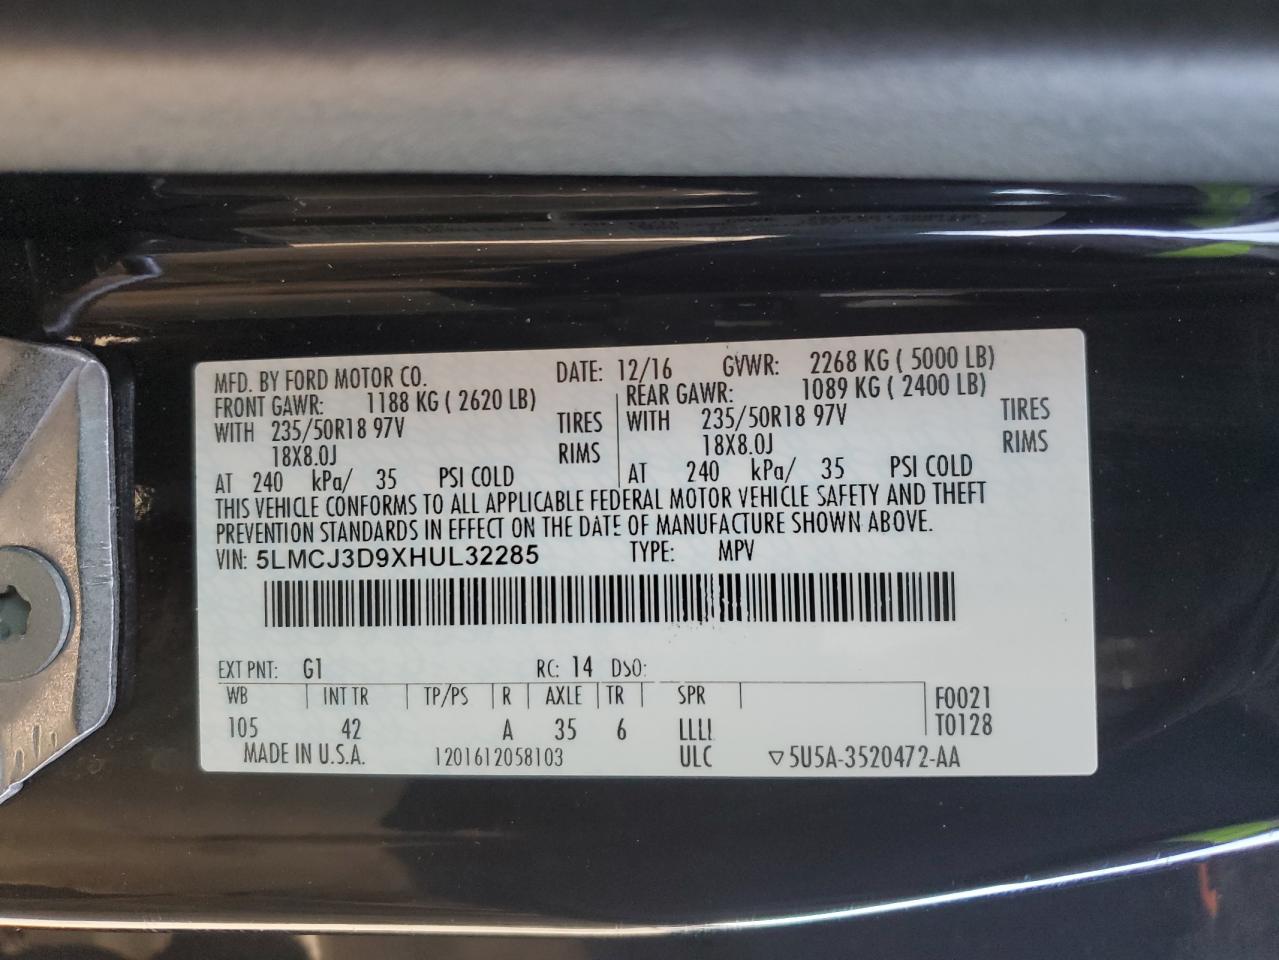 MFD. BY FORD MOTOR CO. DATE: 12/16 GVWR: 2268 KG ( 5000 LB)
FRONT GAWR: 1188 KG ( 2620 LB) REAR GAWR: 1089 KG ( 2400 LB)
WITH 235/50R18 97V TIRES WITH 235/50R18 97V TIRES
18X8.0J RIMS 18X8.0J RIMS
AT 240 kPa/ 35 PSI COLD AT 240 kPa/ 35 PSI COLD
THIS VEHICLE CONFORMS TO ALL APPLICABLE FEDERAL MOTOR VEHICLE SAFETY AND THEFT
PREVENTION STANDARDS IN EFFECT ON THE DATE OF MANUFACTURE SHOWN ABOVE.
VIN: 5LMCJ3D9XHUL32285 TYPE: MPV
EXT PNT: G1 RC: 14 DSO:
WB INT TR TP/PS R AXLE TR SPR F0021
105 42 A 35 6 LLLL T0128
MADE IN U.S.A. 1201612058103 ULC ▽5U5A-3520472-AA